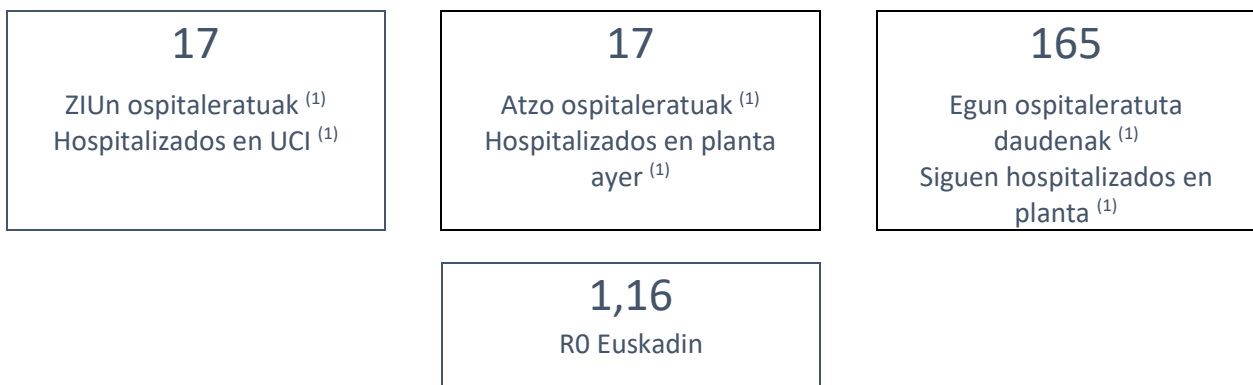 17
ZIUn ospitaleratuak (1)
Hospitalizados en UCI (1)
17
Atzo ospitaleratuak (1)
Hospitalizados en planta
ayer (1)
165
Egun ospitaleratuta
daudenak (1)
Siguen hospitalizados en
planta (1)
1,16
R0 Euskadin